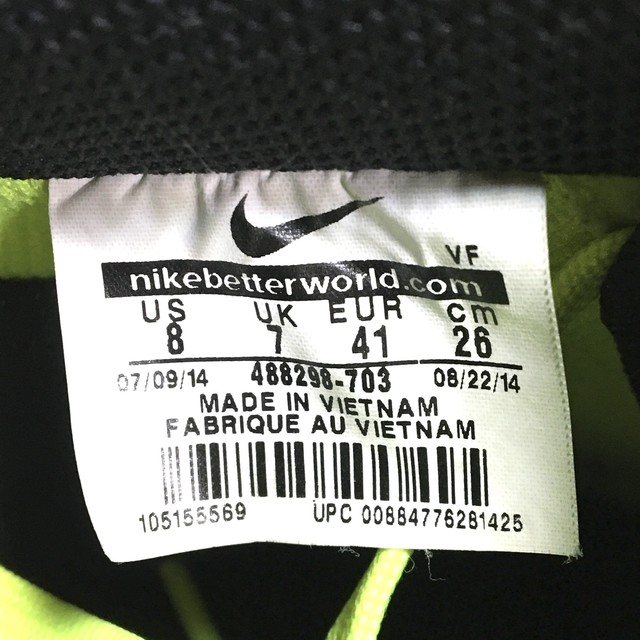 VF
nikebetterworld.com
US UK EUR cm
8 7 41 26
07/09/14 488298-703 08/22/14
MADE IN VIETNAM
FABRIQUE AU VIETNAM
105155569 UPC 00884776281425